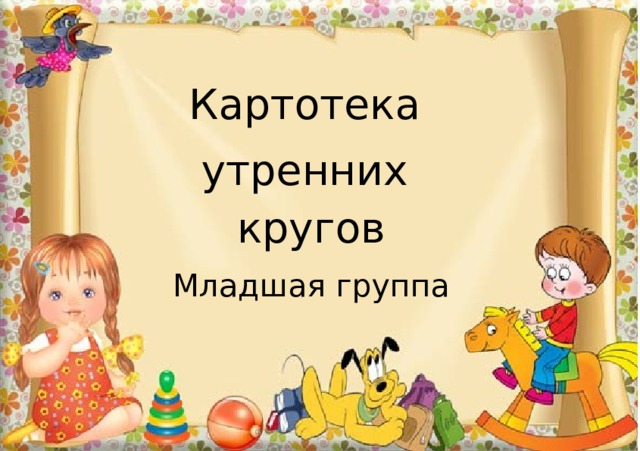 Картотека
утренних
кругов
Младшая группа